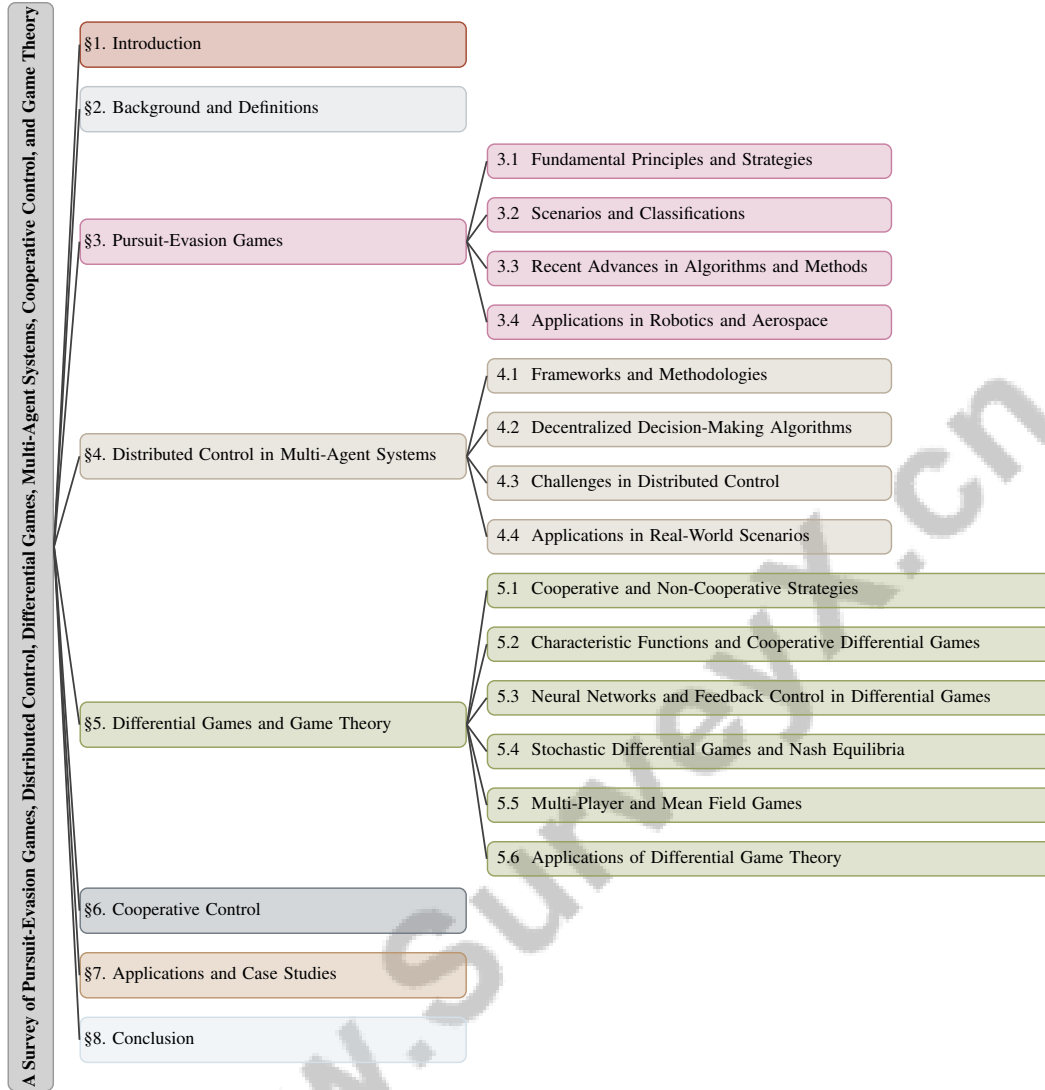 A Survey of Pursuit-Evasion Games, Distributed Control, Differential Games, Multi-Agent Systems, Cooperative Control, and Game Theory
§1. Introduction
§2. Background and Definitions
§3. Pursuit-Evasion Games
3.1 Fundamental Principles and Strategies
3.2 Scenarios and Classifications
3.3 Recent Advances in Algorithms and Methods
3.4 Applications in Robotics and Aerospace
§4. Distributed Control in Multi-Agent Systems
4.1 Frameworks and Methodologies
4.2 Decentralized Decision-Making Algorithms
4.3 Challenges in Distributed Control
4.4 Applications in Real-World Scenarios
§5. Differential Games and Game Theory
5.1 Cooperative and Non-Cooperative Strategies
5.2 Characteristic Functions and Cooperative Differential Games
5.3 Neural Networks and Feedback Control in Differential Games
5.4 Stochastic Differential Games and Nash Equilibria
5.5 Multi-Player and Mean Field Games
5.6 Applications of Differential Game Theory
§6. Cooperative Control
§7. Applications and Case Studies
§8. Conclusion
w.Surveyx.cn